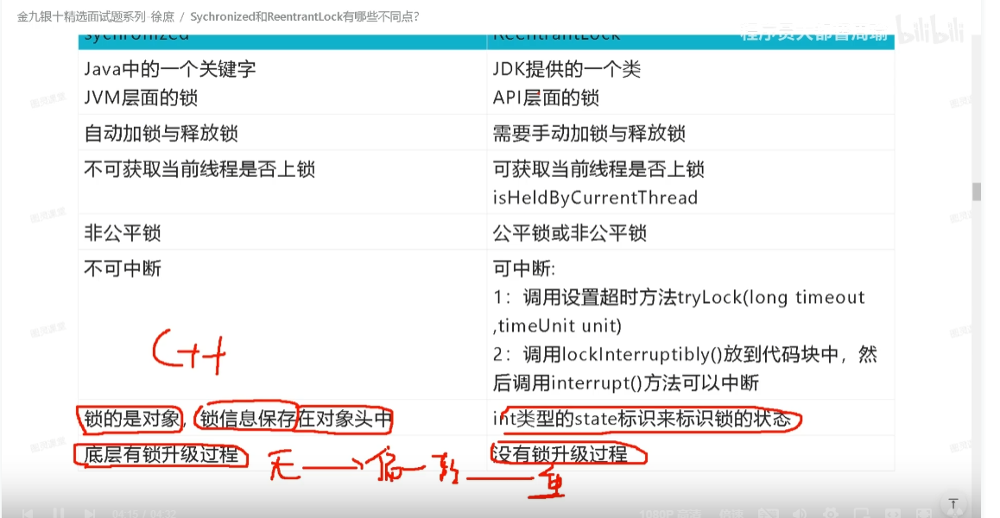 金九银十精选面试题系列-徐庶 / Sychronized和ReentrantLock有哪些不同点?
sychronized ReentrantLock
程序员大都督周瑜 bilibili
Java中的一个关键字 JDK提供的一个类
JVM层面的锁 API层面的锁
自动加锁与释放锁 需要手动加锁与释放锁
不可获取当前线程是否上锁 可获取当前线程是否上锁
isHeldByCurrentThread
非公平锁 公平锁或非公平锁
不可中断 可中断:
1：调用设置超时方法tryLock(long timeout
,timeUnit unit)
C++
2：调用lockInterruptibly()放到代码块中，然
后调用interrupt()方法可以中断
锁的是对象，锁信息保存在对象头中 int类型的state标识来标识锁的状态
底层有锁升级过程 没有锁升级过程
无 偏 重
04:15 / 04:32 1080P 高清 倍速